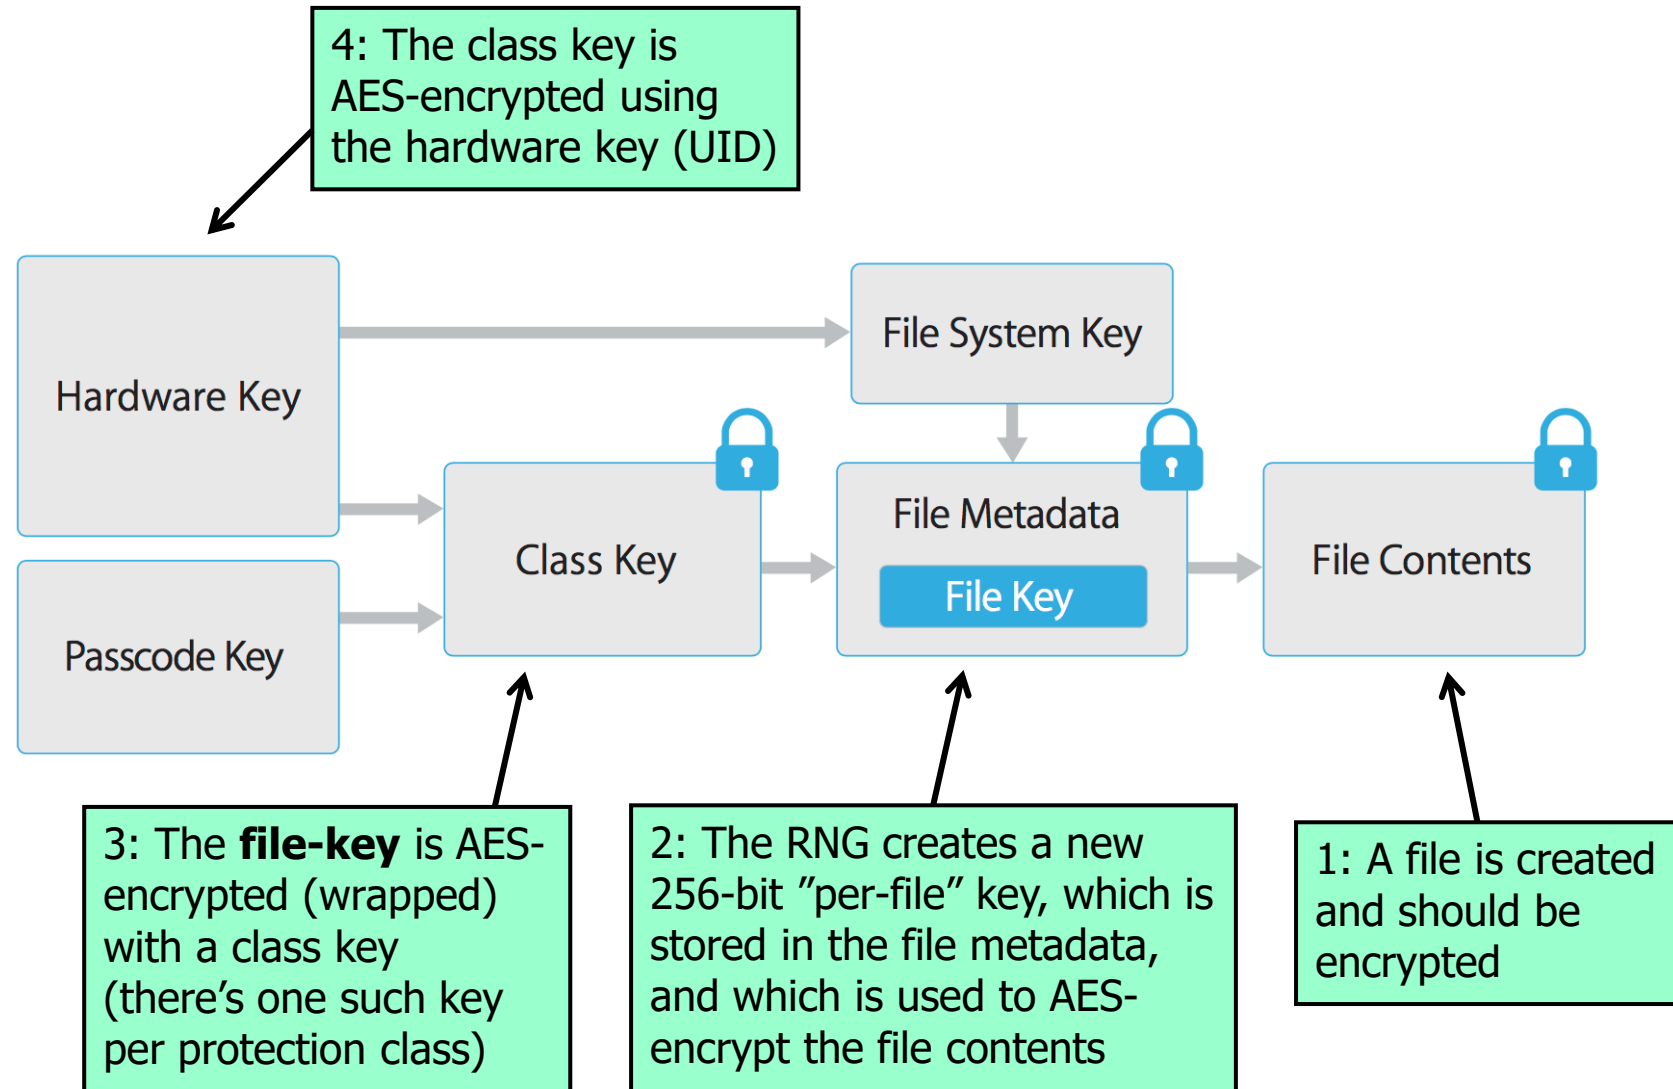 4: The class key is
AES-encrypted using
the hardware key (UID)
Hardware Key
File System Key
Class Key
File Metadata
File Key
File Contents
Passcode Key
3: The file-key is AES-
encrypted (wrapped)
with a class key
(there’s one such key
per protection class)
2: The RNG creates a new
256-bit ”per-file” key, which is
stored in the file metadata,
and which is used to AES-
encrypt the file contents
1: A file is created
and should be
encrypted